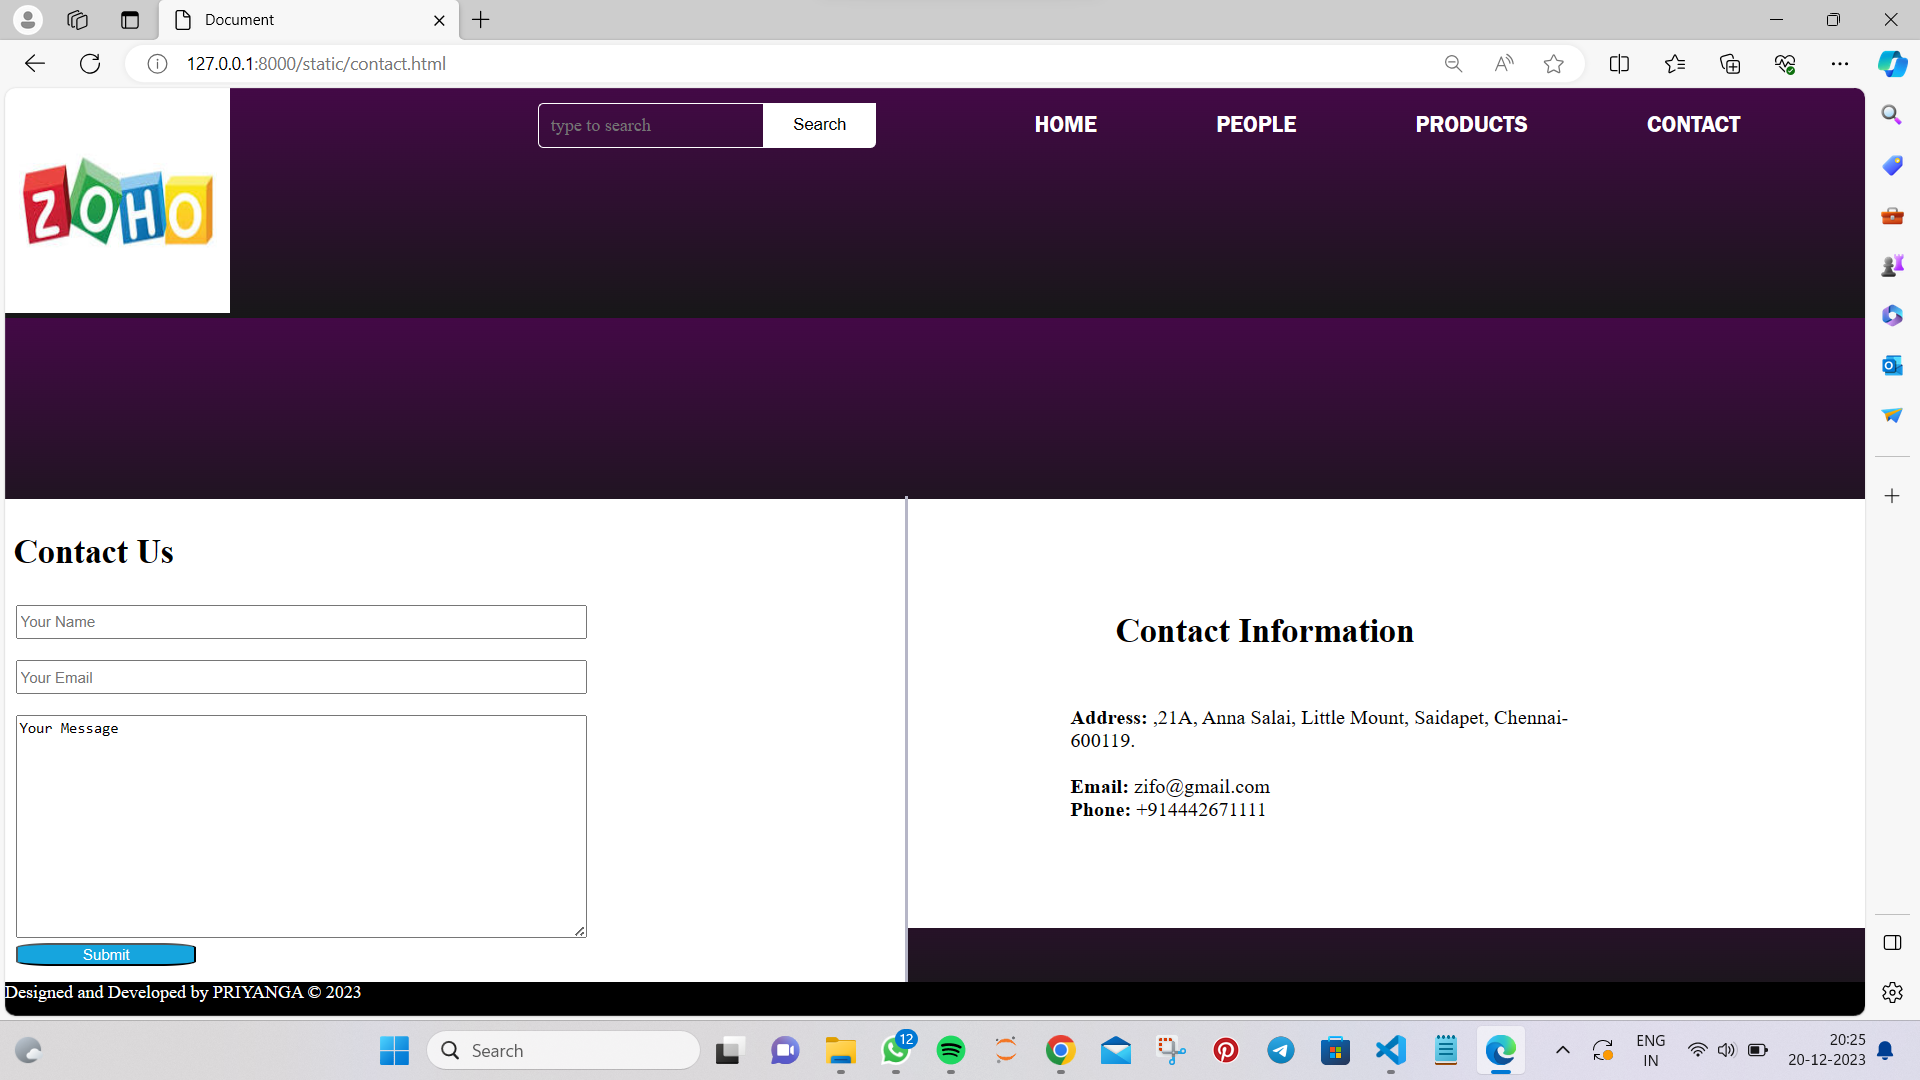 Document
127.0.0.1:8000/static/contact.html
ZOHO
type to search
Search
HOME
PEOPLE
PRODUCTS
CONTACT
Contact Us
Your Name
Your Email
Your Message
Submit
Contact Information
Address: ,21A, Anna Salai, Little Mount, Saidapet, Chennai-
600119.
Email: zifo@gmail.com
Phone: +914442671111
Designed and Developed by PRIYANGA © 2023
Search
12
ENG
IN
20:25
20-12-2023